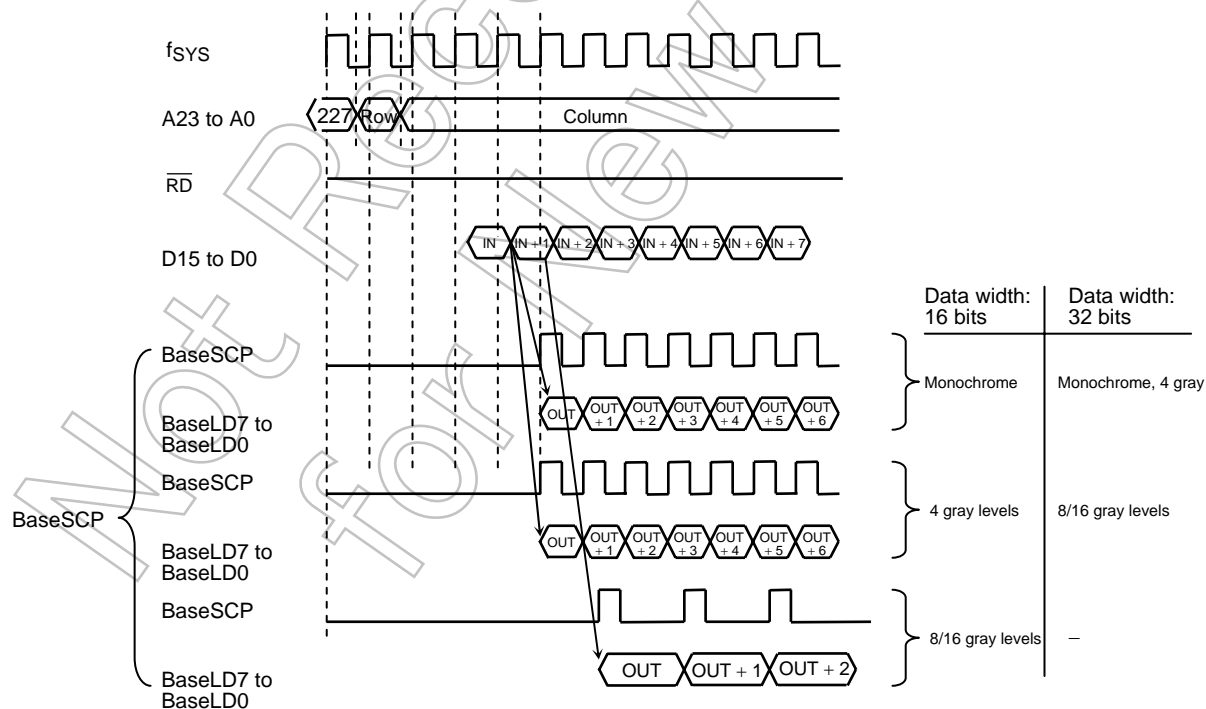 fSYS
A23 to A0
227 Row Column
RD
D15 to D0
IN IN + 1 IN + 2 IN + 3 IN + 4 IN + 5 IN + 6 IN + 7
Data width:
16 bits
Data width:
32 bits
BaseSCP
Monochrome
Monochrome, 4 gray
BaseLD7 to
BaseLD0
OUT OUT + 1 OUT + 2 OUT + 3 OUT + 4 OUT + 5 OUT + 6
BaseSCP
BaseSCP
4 gray levels
8/16 gray levels
BaseLD7 to
BaseLD0
OUT OUT + 1 OUT + 2 OUT + 3 OUT + 4 OUT + 5 OUT + 6
BaseSCP
8/16 gray levels
–
BaseLD7 to
BaseLD0
OUT OUT + 1 OUT + 2
Not Rec
for New